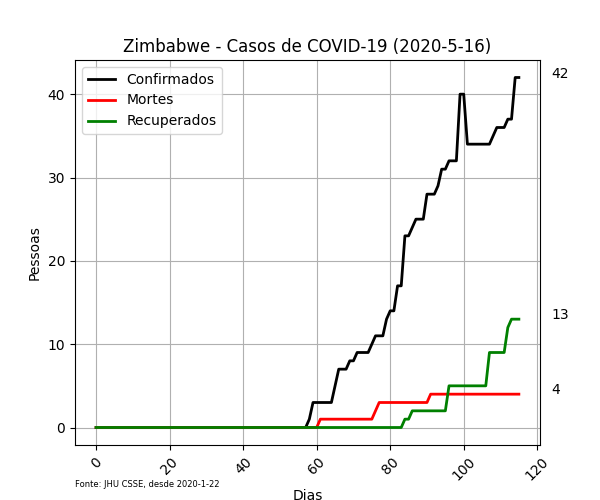 Zimbabwe - Casos de COVID-19 (2020-5-16)
Confirmados
Mortes
Recuperados
42
13
4
Pessoas
40
30
20
10
0
0 20 40 60 80 100 120
Dias
Fonte: JHU CSSE, desde 2020-1-22